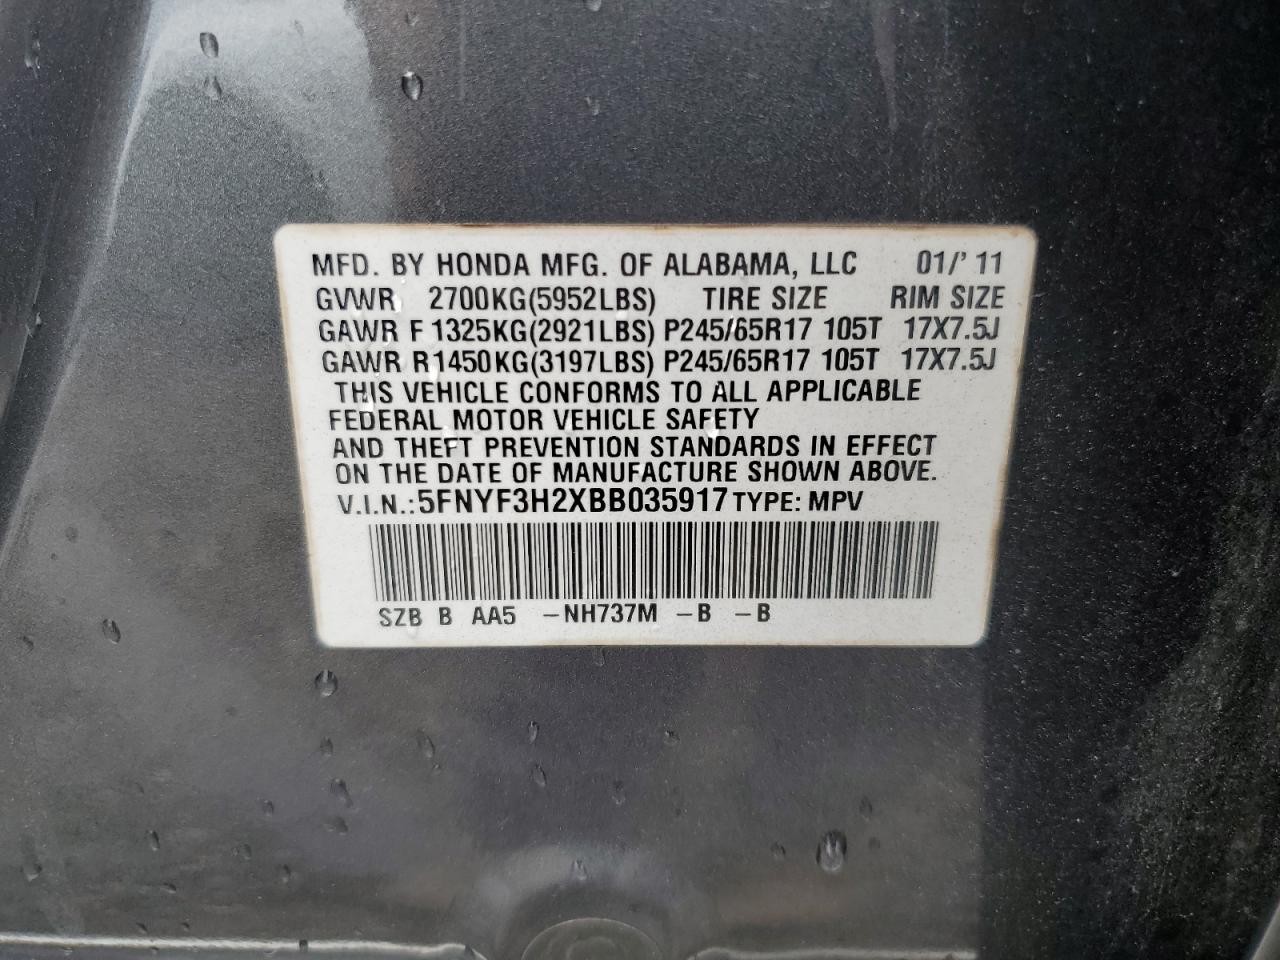 MFD. BY HONDA MFG. OF ALABAMA, LLC 01/'11
GVWR 2700KG(5952LBS) TIRE SIZE RIM SIZE
GAWR F 1325KG(2921LBS) P245/65R17 105T 17X7.5J
GAWR R1450KG(3197LBS) P245/65R17 105T 17X7.5J
THIS VEHICLE CONFORMS TO ALL APPLICABLE
FEDERAL MOTOR VEHICLE SAFETY
AND THEFT PREVENTION STANDARDS IN EFFECT
ON THE DATE OF MANUFACTURE SHOWN ABOVE.
V.I.N.:5FNYF3H2XBB035917 TYPE: MPV
SZB B AA5 -NH737M -B -B